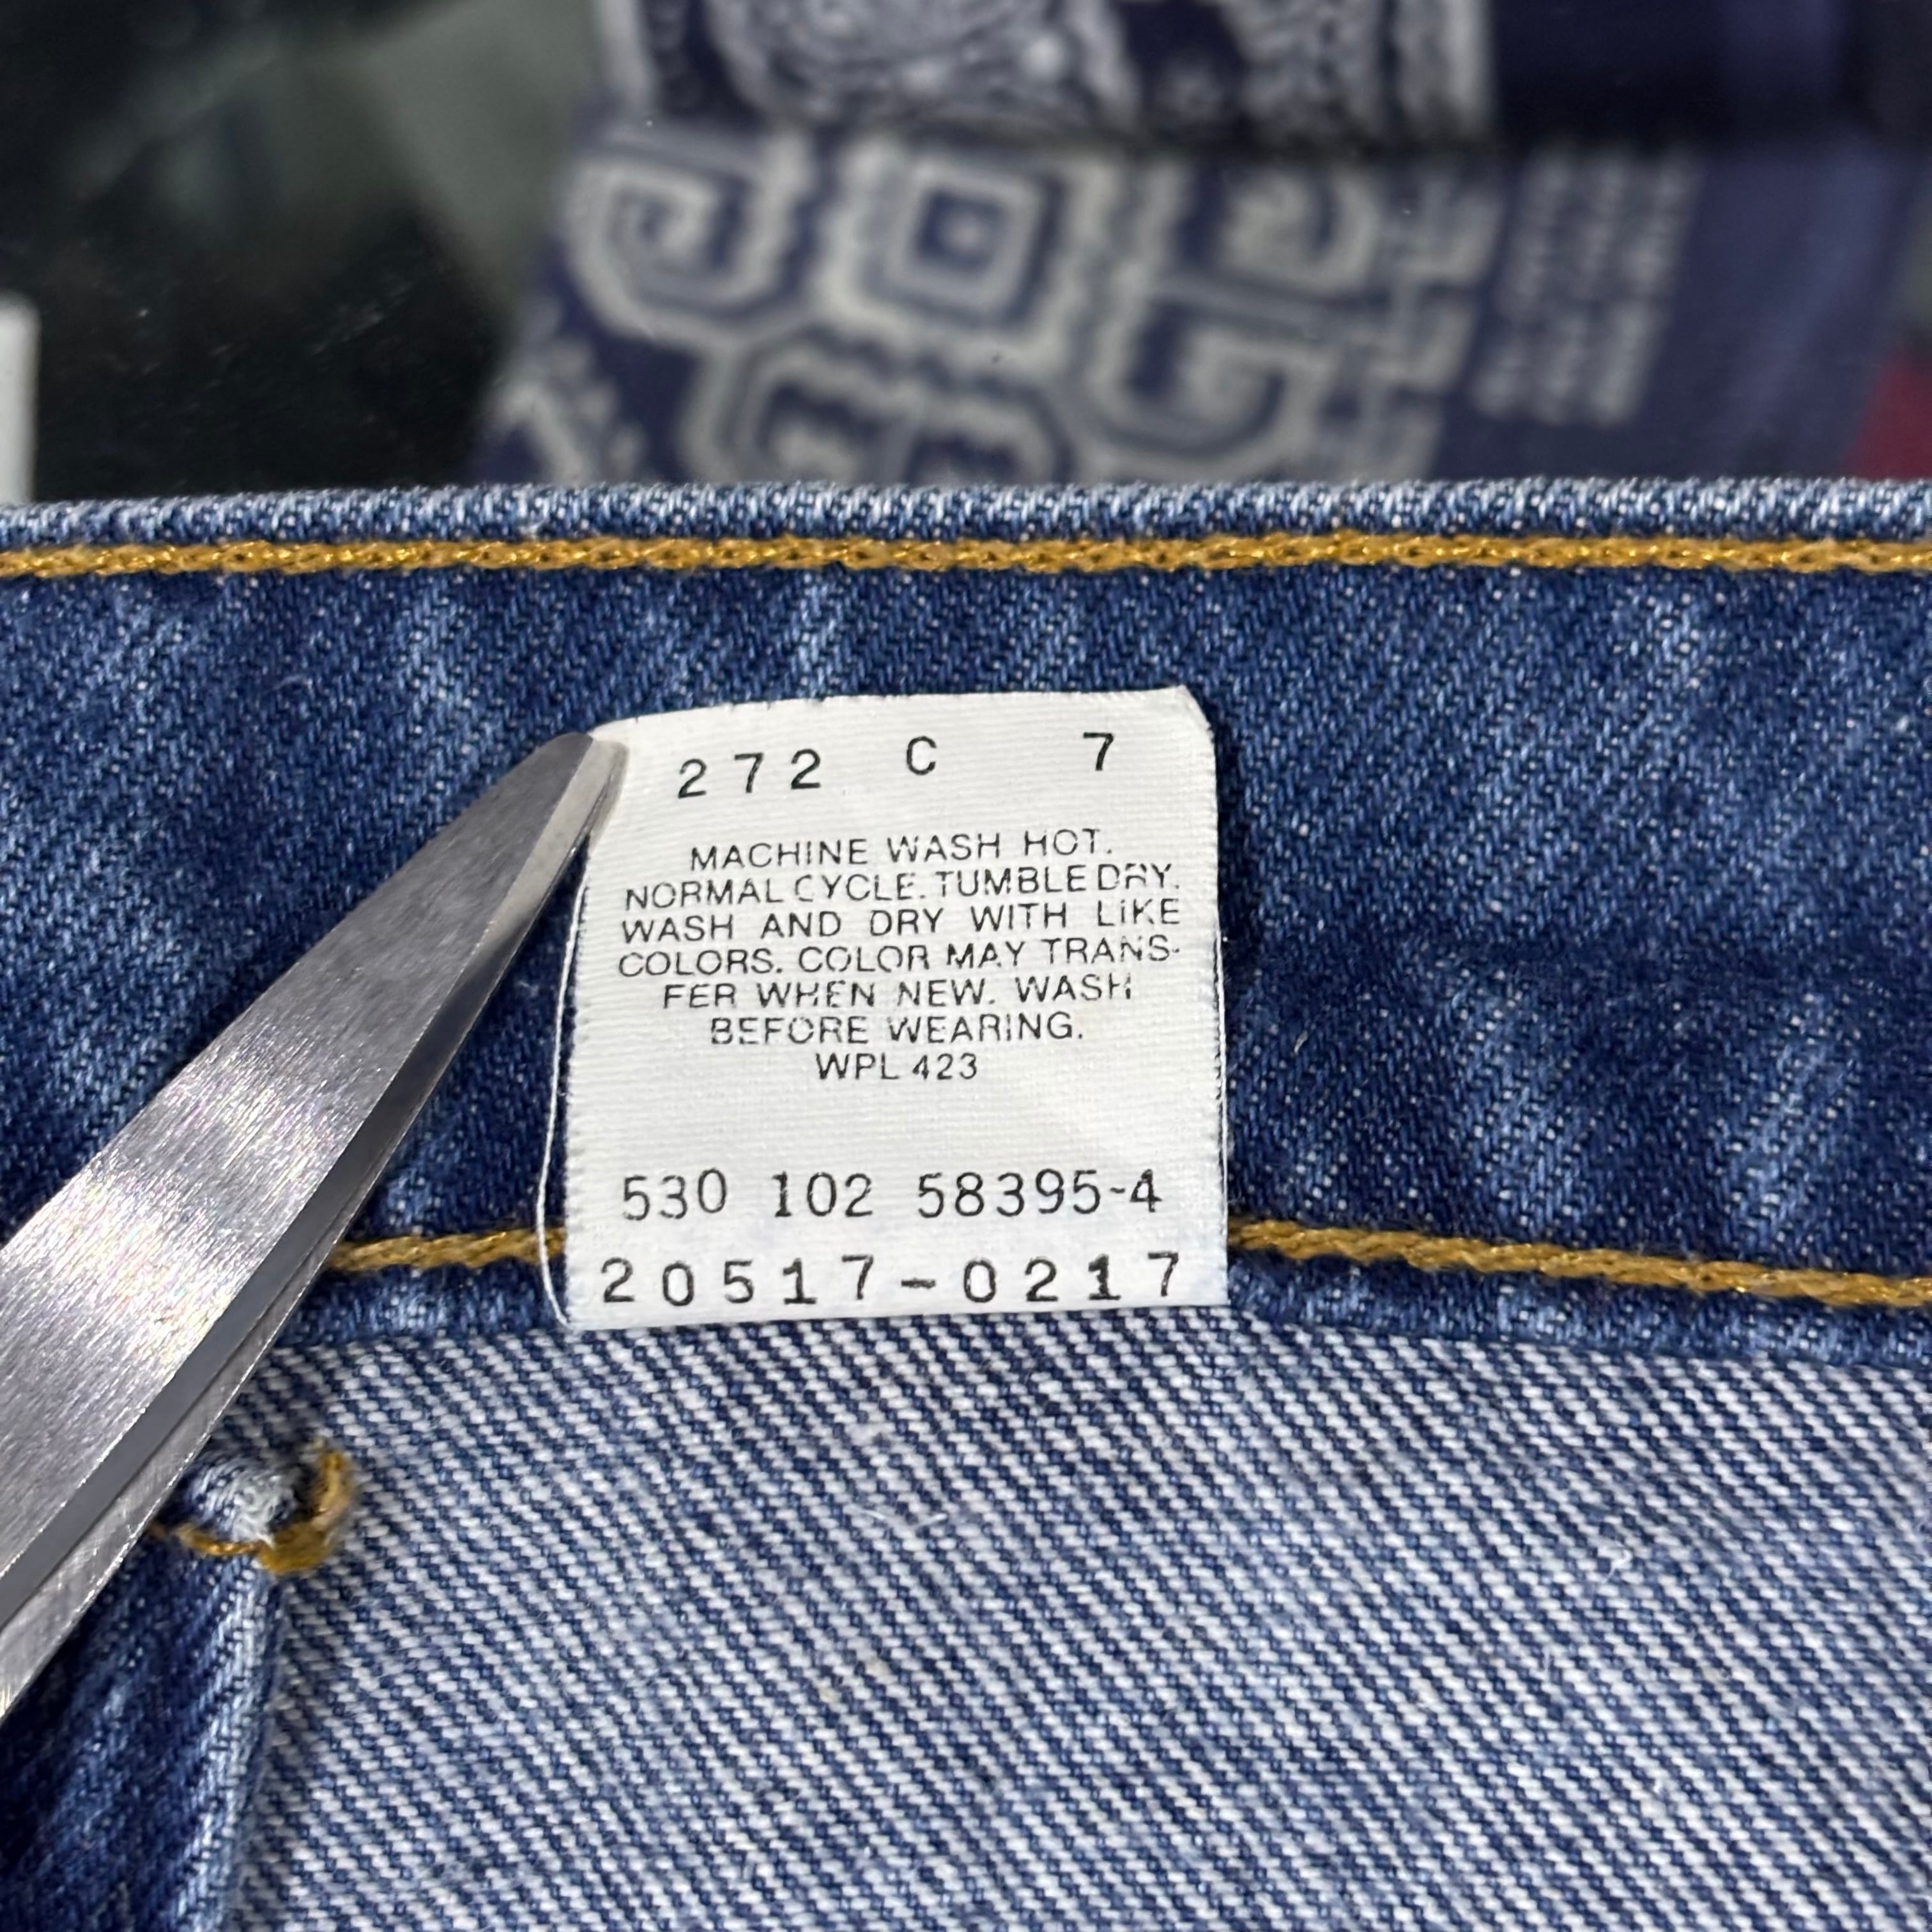 272 C 7
MACHINE WASH HOT.
NORMAL CYCLE. TUMBLE DRY.
WASH AND DRY WITH LIKE
COLORS. COLOR MAY TRANS-
FER WHEN NEW. WASH
BEFORE WEARING.
WPL 423
530 102 58395-4
20517-0217